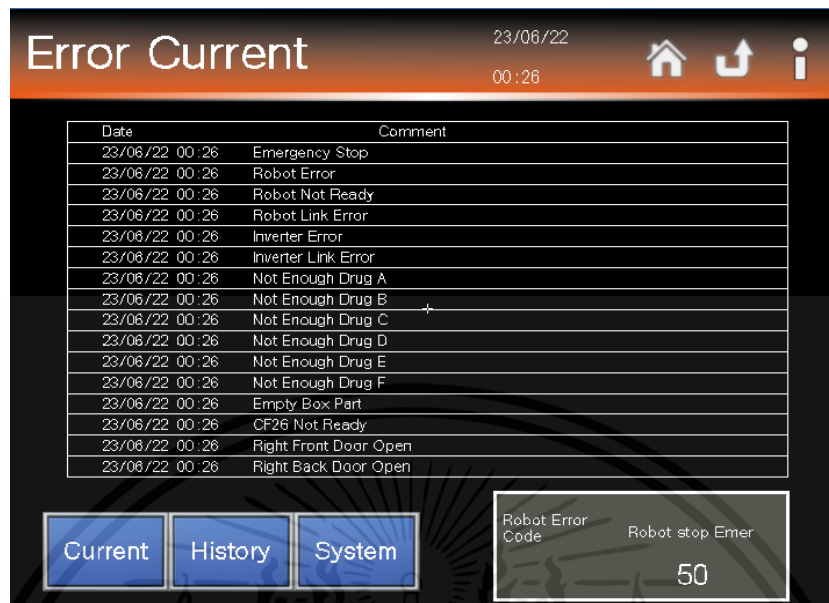 Error Current
23/06/22
00:26
Date Comment
23/06/22 00:26 Emergency Stop
23/06/22 00:26 Robot Error
23/06/22 00:26 Robot Not Ready
23/06/22 00:26 Robot Link Error
23/06/22 00:26 Inverter Error
23/06/22 00:26 Inverter Link Error
23/06/22 00:26 Not Enough Drug A
23/06/22 00:26 Not Enough Drug B
23/06/22 00:26 Not Enough Drug C
23/06/22 00:26 Not Enough Drug D
23/06/22 00:26 Not Enough Drug E
23/06/22 00:26 Not Enough Drug F
23/06/22 00:26 Empty Box Part
23/06/22 00:26 CF26 Not Ready
23/06/22 00:26 Right Front Door Open
23/06/22 00:26 Right Back Door Open
Current History System
Robot Error
Code
Robot stop Emer
50